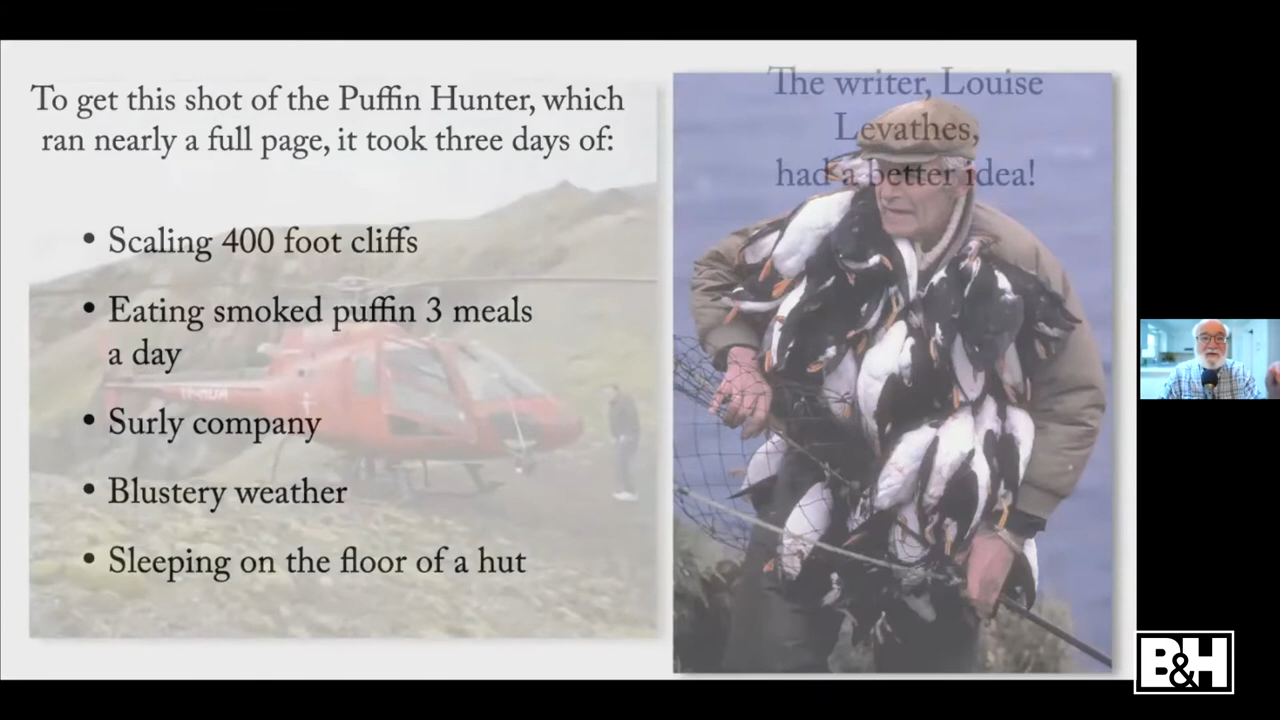 To get this shot of the Puffin Hunter, which
ran nearly a full page, it took three days of:
• Scaling 400 foot cliffs
• Eating smoked puffin 3 meals
a day
• Surly company
• Blustery weather
• Sleeping on the floor of a hut
The writer, Louise
Levathes,
had a better idea!
B&H